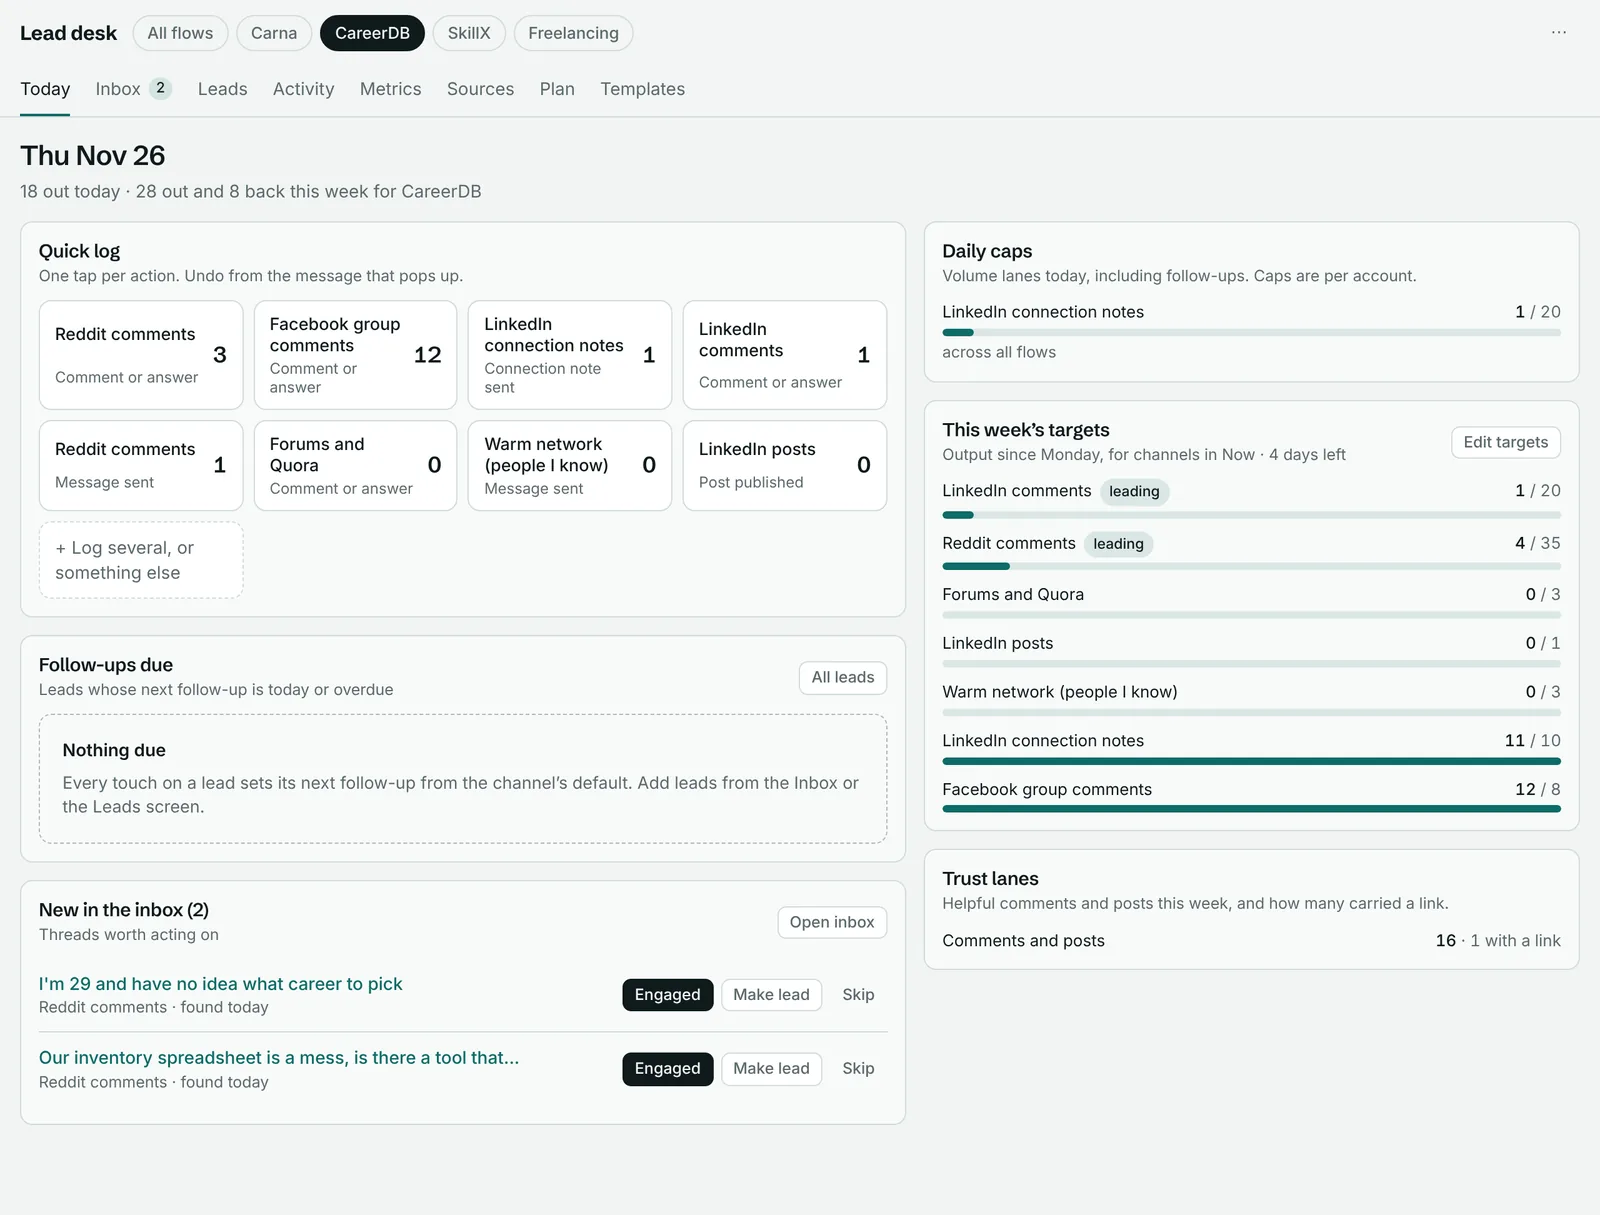 Lead desk
All flows
Carna
CareerDB
SkillX
Freelancing
...
Today
Inbox 2
Leads
Activity
Metrics
Sources
Plan
Templates
Thu Nov 26
18 out today · 28 out and 8 back this week for CareerDB
Quick log
One tap per action. Undo from the message that pops up.
Reddit comments
Comment or answer
3
Facebook group
comments
Comment or
answer
12
LinkedIn
connection notes
Connection note
sent
1
LinkedIn
comments
Comment or answer
1
Reddit comments
Message sent
1
Forums and
Quora
Comment or answer
0
Warm network
(people I know)
Message sent
0
LinkedIn posts
Post published
0
+ Log several, or
something else
Follow-ups due
Leads whose next follow-up is today or overdue
All leads
Nothing due
Every touch on a lead sets its next follow-up from the channel’s default. Add leads from the Inbox or
the Leads screen.
New in the inbox (2)
Threads worth acting on
Open inbox
I'm 29 and have no idea what career to pick
Reddit comments · found today
Engaged
Make lead
Skip
Our inventory spreadsheet is a mess, is there a tool that...
Reddit comments · found today
Engaged
Make lead
Skip
Daily caps
Volume lanes today, including follow-ups. Caps are per account.
LinkedIn connection notes 1 / 20
across all flows
This week’s targets
Output since Monday, for channels in Now · 4 days left
Edit targets
LinkedIn comments leading 1 / 20
Reddit comments leading 4 / 35
Forums and Quora 0 / 3
LinkedIn posts 0 / 1
Warm network (people I know) 0 / 3
LinkedIn connection notes 11 / 10
Facebook group comments 12 / 8
Trust lanes
Helpful comments and posts this week, and how many carried a link.
Comments and posts 16 · 1 with a link